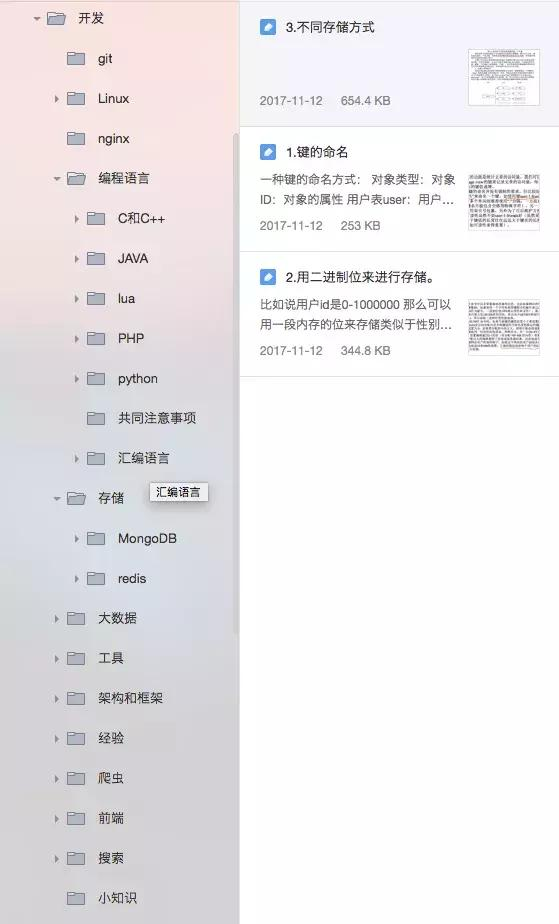 开发
git
Linux
nginx
编程语言
C和C++
JAVA
lua
PHP
python
共同注意事项
汇编语言
存储
汇编语言
MongoDB
redis
大数据
工具
架构和框架
经验
爬虫
前端
搜索
小知识
3.不同存储方式
2017-11-12 654.4 KB
1.键的命名
一种键的命名方式： 对象类型：对象
ID：对象的属性 用户表user：用户…
2017-11-12 253 KB
2.用二进制位来进行存储。
比如说用户id是0-1000000 那么可以
用一段内存的位来存储类似于性别…
2017-11-12 344.8 KB